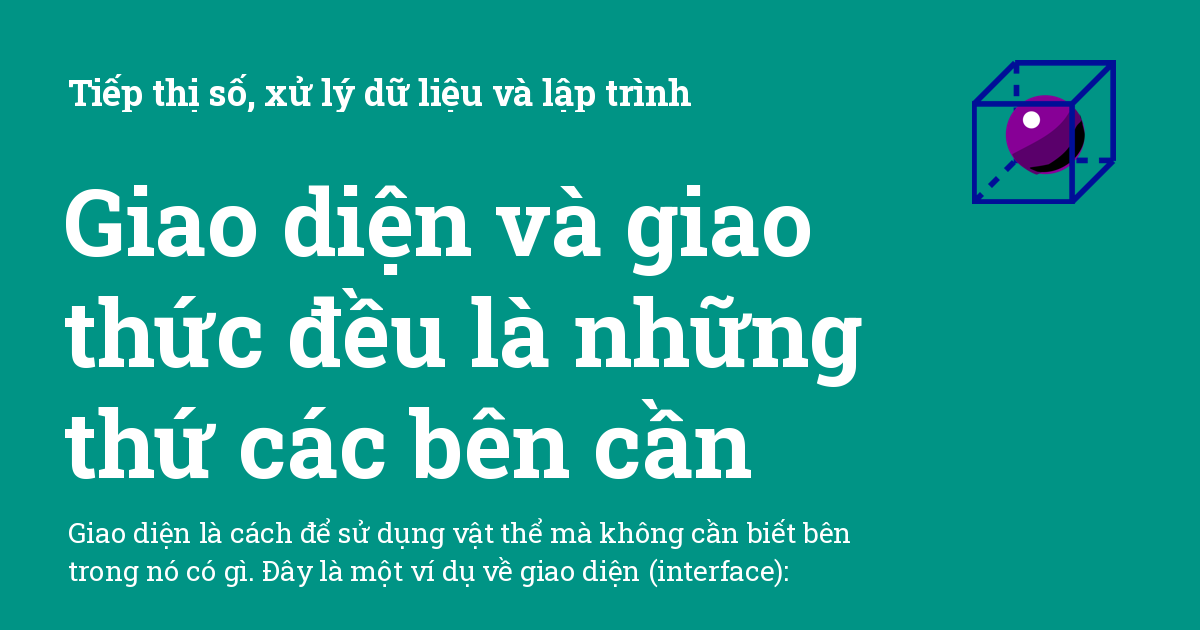 Tiếp thị số, xử lý dữ liệu và lập trình
Giao diện và giao
thức đều là những
thứ các bên cần
Giao diện là cách để sử dụng vật thể mà không cần biết bên
trong nó có gì. Đây là một ví dụ về giao diện (interface):